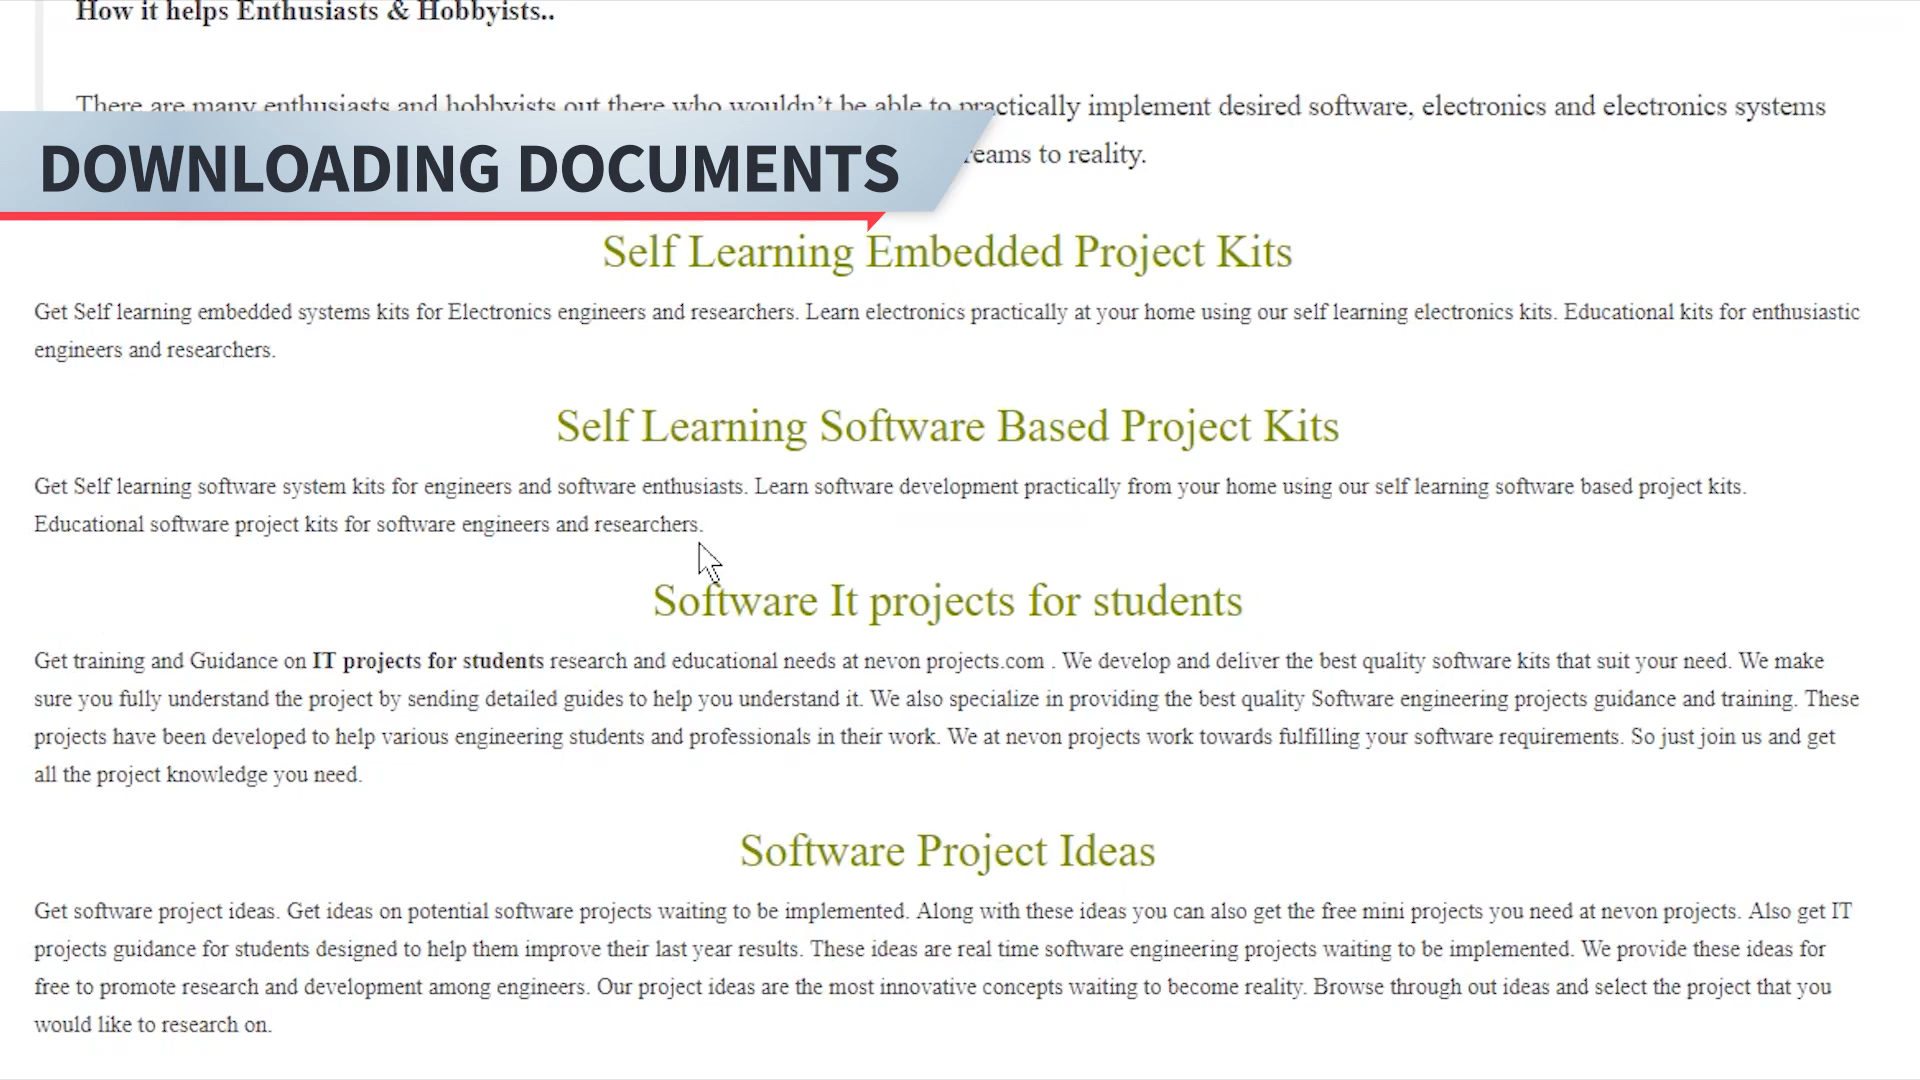 How it helps Enthusiasts & Hobbyists..
There are many enthusiasts and hobbyists out there who wouldn’t be able to practically implement desired software, electronics and electronics systems
reams to reality.
DOWNLOADING DOCUMENTS
Self Learning Embedded Project Kits
Get Self learning embedded systems kits for Electronics engineers and researchers. Learn electronics practically at your home using our self learning electronics kits. Educational kits for enthusiastic
engineers and researchers.
Self Learning Software Based Project Kits
Get Self learning software system kits for engineers and software enthusiasts. Learn software development practically from your home using our self learning software based project kits.
Educational software project kits for software engineers and researchers.
Software It projects for students
Get training and Guidance on IT projects for students research and educational needs at nevon projects.com . We develop and deliver the best quality software kits that suit your need. We make
sure you fully understand the project by sending detailed guides to help you understand it. We also specialize in providing the best quality Software engineering projects guidance and training. These
projects have been developed to help various engineering students and professionals in their work. We at nevon projects work towards fulfilling your software requirements. So just join us and get
all the project knowledge you need.
Software Project Ideas
Get software project ideas. Get ideas on potential software projects waiting to be implemented. Along with these ideas you can also get the free mini projects you need at nevon projects. Also get IT
projects guidance for students designed to help them improve their last year results. These ideas are real time software engineering projects waiting to be implemented. We provide these ideas for
free to promote research and development among engineers. Our project ideas are the most innovative concepts waiting to become reality. Browse through out ideas and select the project that you
would like to research on.